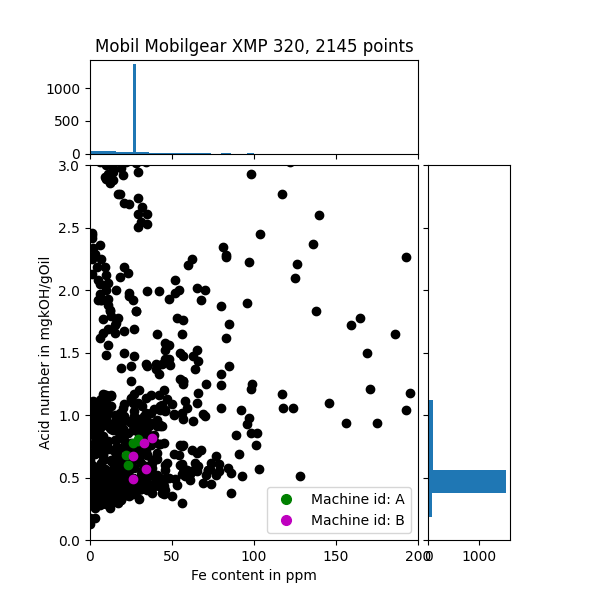 Mobil Mobilgear XMP 320, 2145 points
1000
500
0
3.0
2.5
2.0
1.5
1.0
0.5
0.0
Acid number in mgkOH/gOil
Machine id: A
Machine id: B
0 50 100 150 200
0 1000
Fe content in ppm